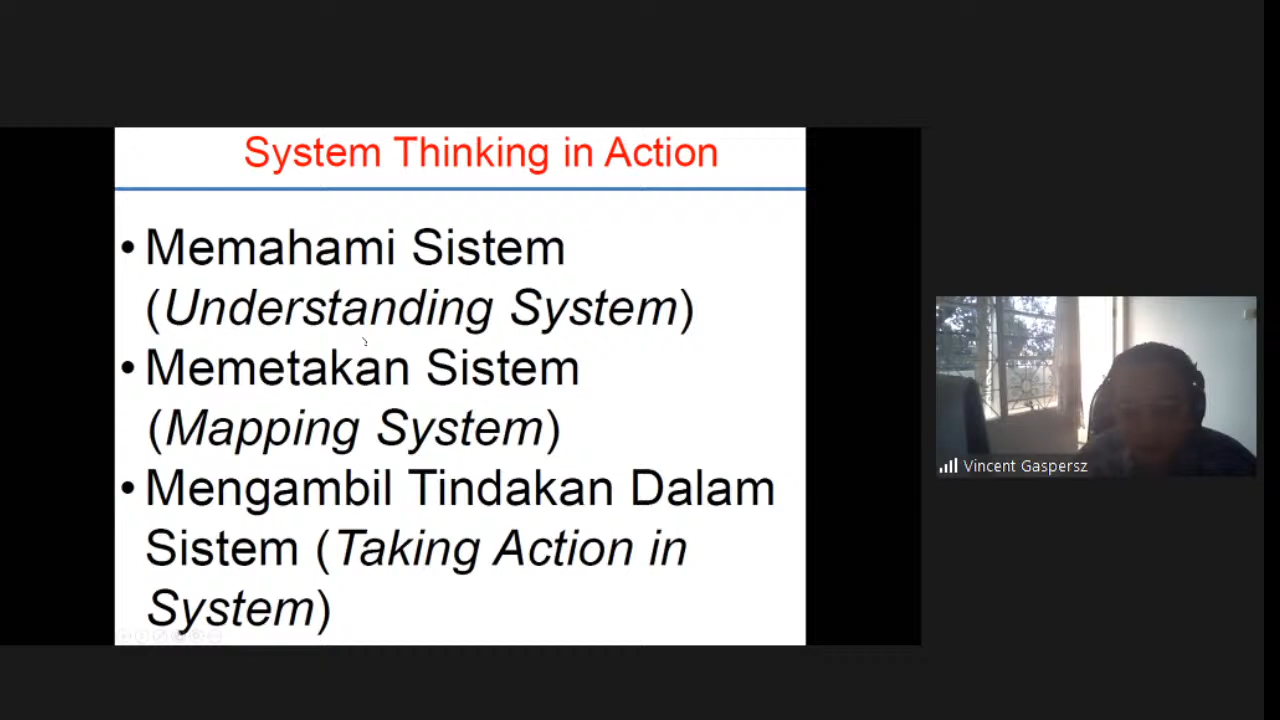 System Thinking in Action
• Memahami Sistem
(Understanding System)
• Memetakan Sistem
(Mapping System)
• Mengambil Tindakan Dalam
Sistem (Taking Action in
System)
Vincent Gaspersz